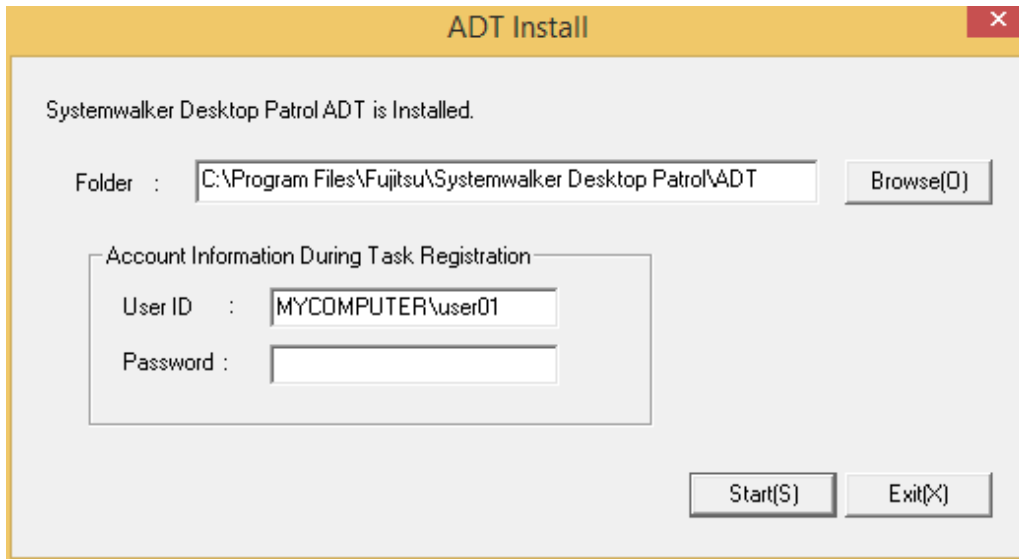 ADT Install
Systemwalker Desktop Patrol ADT is Installed.
Folder : C:\Program Files\Fujitsu\Systemwalker Desktop Patrol\ADT Browse(O)
Account Information During Task Registration
User ID : MYCOMPUTER\user01
Password :
Start(S) Exit(X)